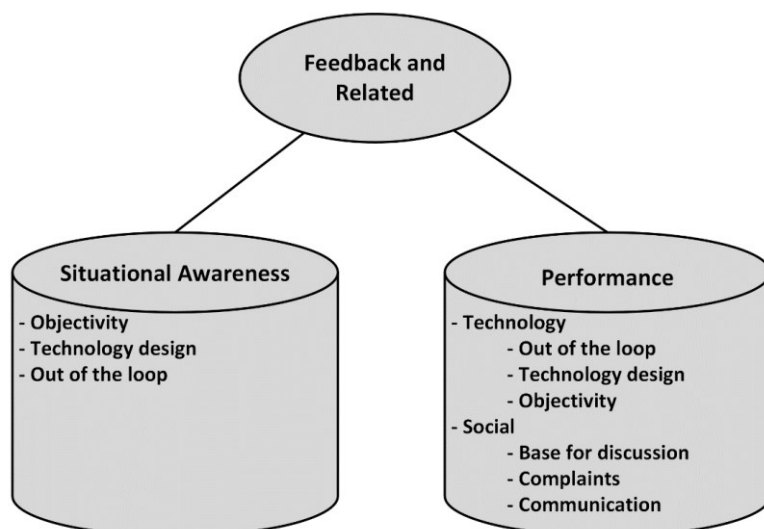 Feedback and
Related
Situational Awareness
- Objectivity
- Technology design
- Out of the loop
Performance
- Technology
- Out of the loop
- Technology design
- Objectivity
- Social
- Base for discussion
- Complaints
- Communication